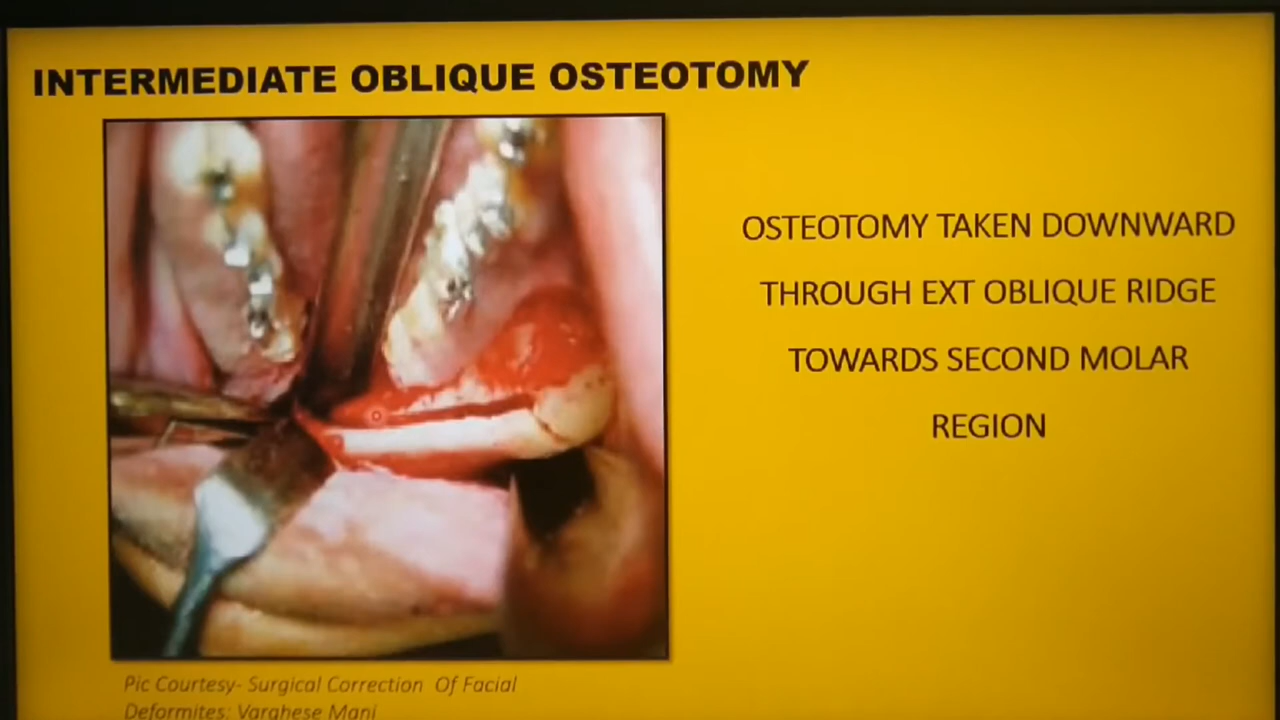 INTERMEDIATE OBLIQUE OSTEOTOMY
OSTEOTOMY TAKEN DOWNWARD
THROUGH EXT OBLIQUE RIDGE
TOWARDS SECOND MOLAR
REGION
Pic Courtesy- Surgical Correction Of Facial
Deformites: Varghese Mani